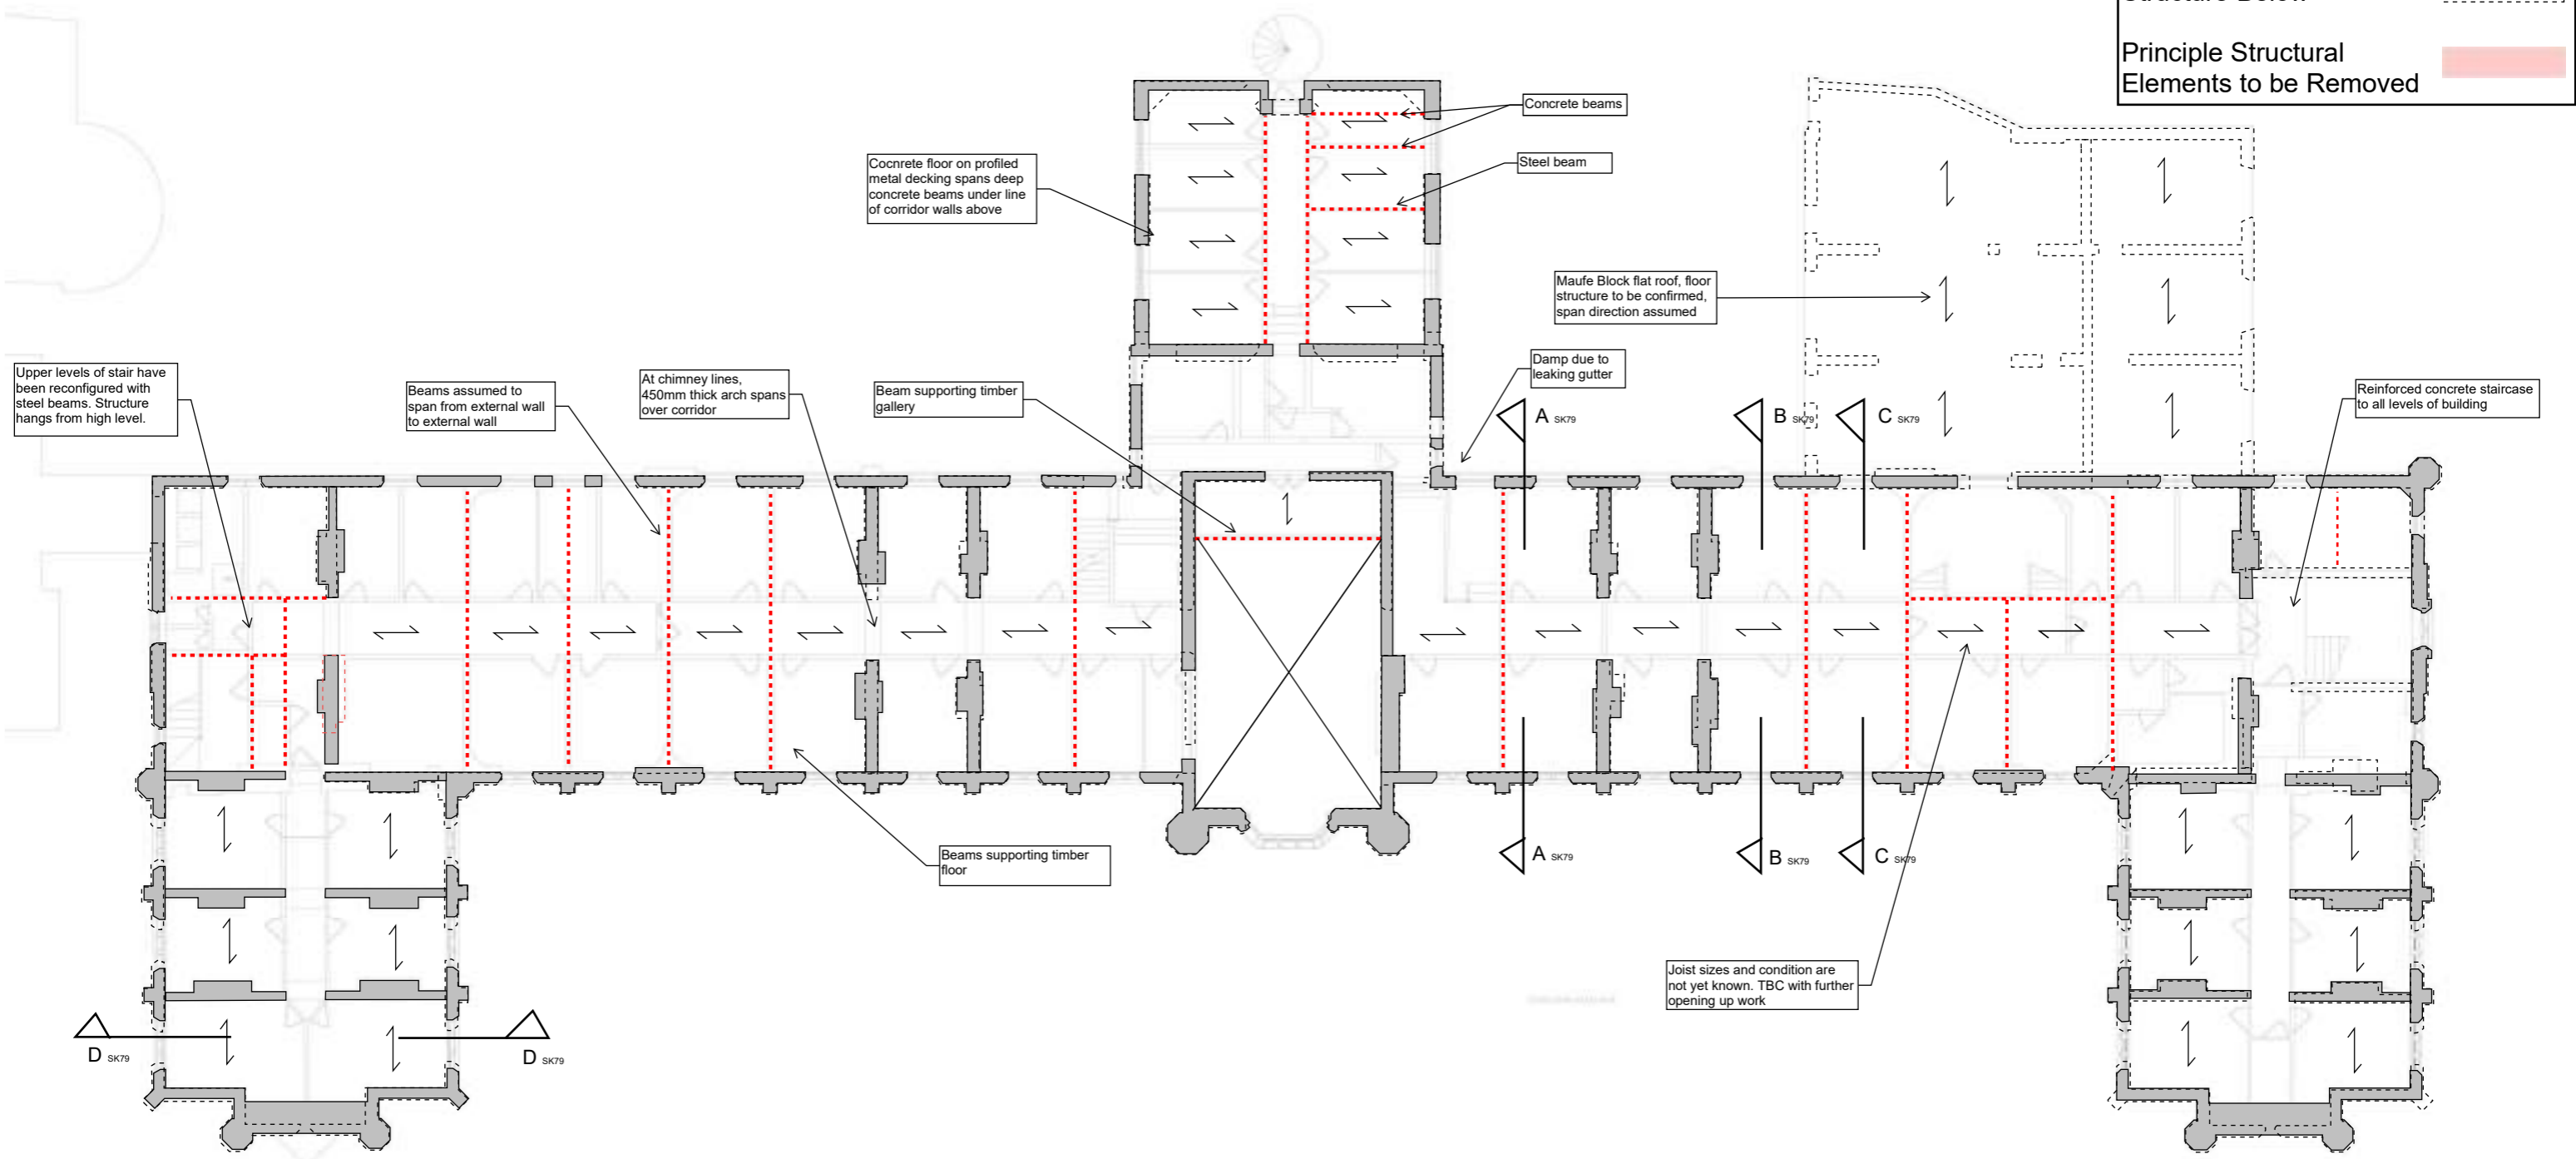 Structure Below
Principle Structural
Elements to be Removed
Concrete beams
Steel beam
Cocnrete floor on profiled
metal decking spans deep
concrete beams under line
of corridor walls above
Maufe Block flat roof, floor
structure to be confirmed,
span direction assumed
Damp due to
leaking gutter
Upper levels of stair have
been reconfigured with
steel beams. Structure
hangs from high level.
Beams assumed to
span from external wall
to external wall
At chimney lines,
450mm thick arch spans
over corridor
Beam supporting timber
gallery
Reinforced concrete staircase
to all levels of building
A SK79
B SK79
C SK79
A SK79
B SK79
C SK79
Beams supporting timber
floor
Joist sizes and condition are
not yet known. TBC with further
opening up work
D SK79
D SK79